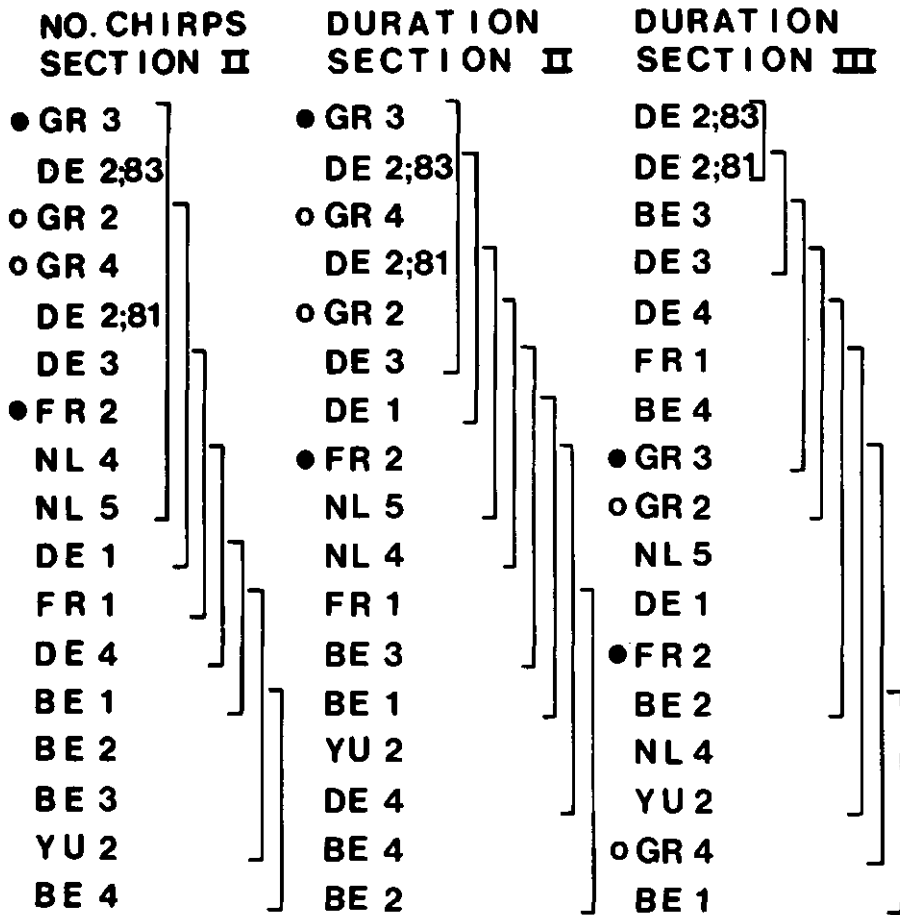 NO. CHIRPS
SECTION II
● GR 3
DE 2;83
o GR 2
o GR 4
DE 2;81
DE 3
● FR 2
NL 4
NL 5
DE 1
FR 1
DE 4
BE 1
BE 2
BE 3
YU 2
BE 4
DURATION
SECTION II
● GR 3
DE 2;83
o GR 4
DE 2;81
o GR 2
DE 3
DE 1
● FR 2
NL 5
NL 4
FR 1
BE 3
BE 1
YU 2
DE 4
BE 4
BE 2
DURATION
SECTION III
DE 2;83
DE 2;81
BE 3
DE 3
DE 4
FR 1
BE 4
● GR 3
o GR 2
NL 5
DE 1
● FR 2
BE 2
NL 4
YU 2
o GR 4
BE 1